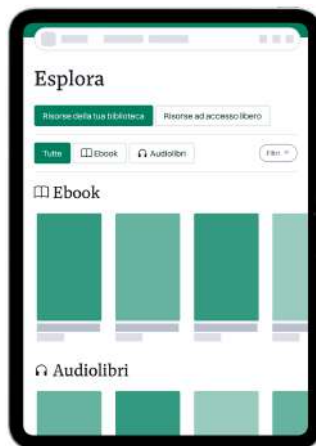 Esplora
Risorse della tua biblioteca Risorse ad accesso libero
Tutte Ebook Audiolibri Filtri
Ebook
Audiolibri